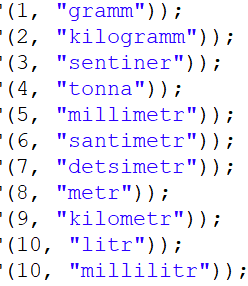 (1, "gramm"));
(2, "kilogramm"));
(3, "sentiner"));
(4, "tonna"));
(5, "millimetr"));
(6, "santimetr"));
(7, "detsimetr"));
(8, "metr"));
(9, "kilometr"));
(10, "litr"));
(10, "millilitr"));